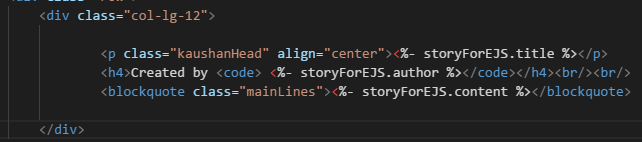 <div class="col-lg-12">
<p class="kaushanHead" align="center"><%- storyForEJS.title %></p>
<h4>Created by <code> <%- storyForEJS.author %></code></h4><br/><br/>
<blockquote class="mainLines"><%- storyForEJS.content %></blockquote>
</div>